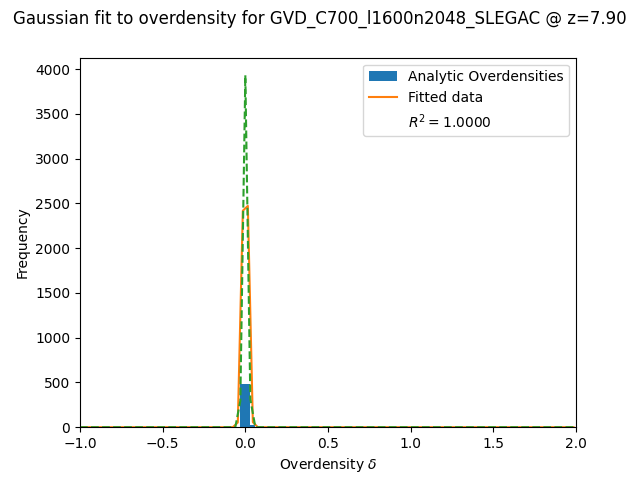 Gaussian fit to overdensity for GVD_C700_l1600n2048_SLEGAC @ z=7.90
4000
3500
3000
2500
2000
1500
1000
500
0
Frequency
Analytic Overdensities
Fitted data
R² = 1.0000
−1.0 −0.5 0.0 0.5 1.0 1.5 2.0
Overdensity δ